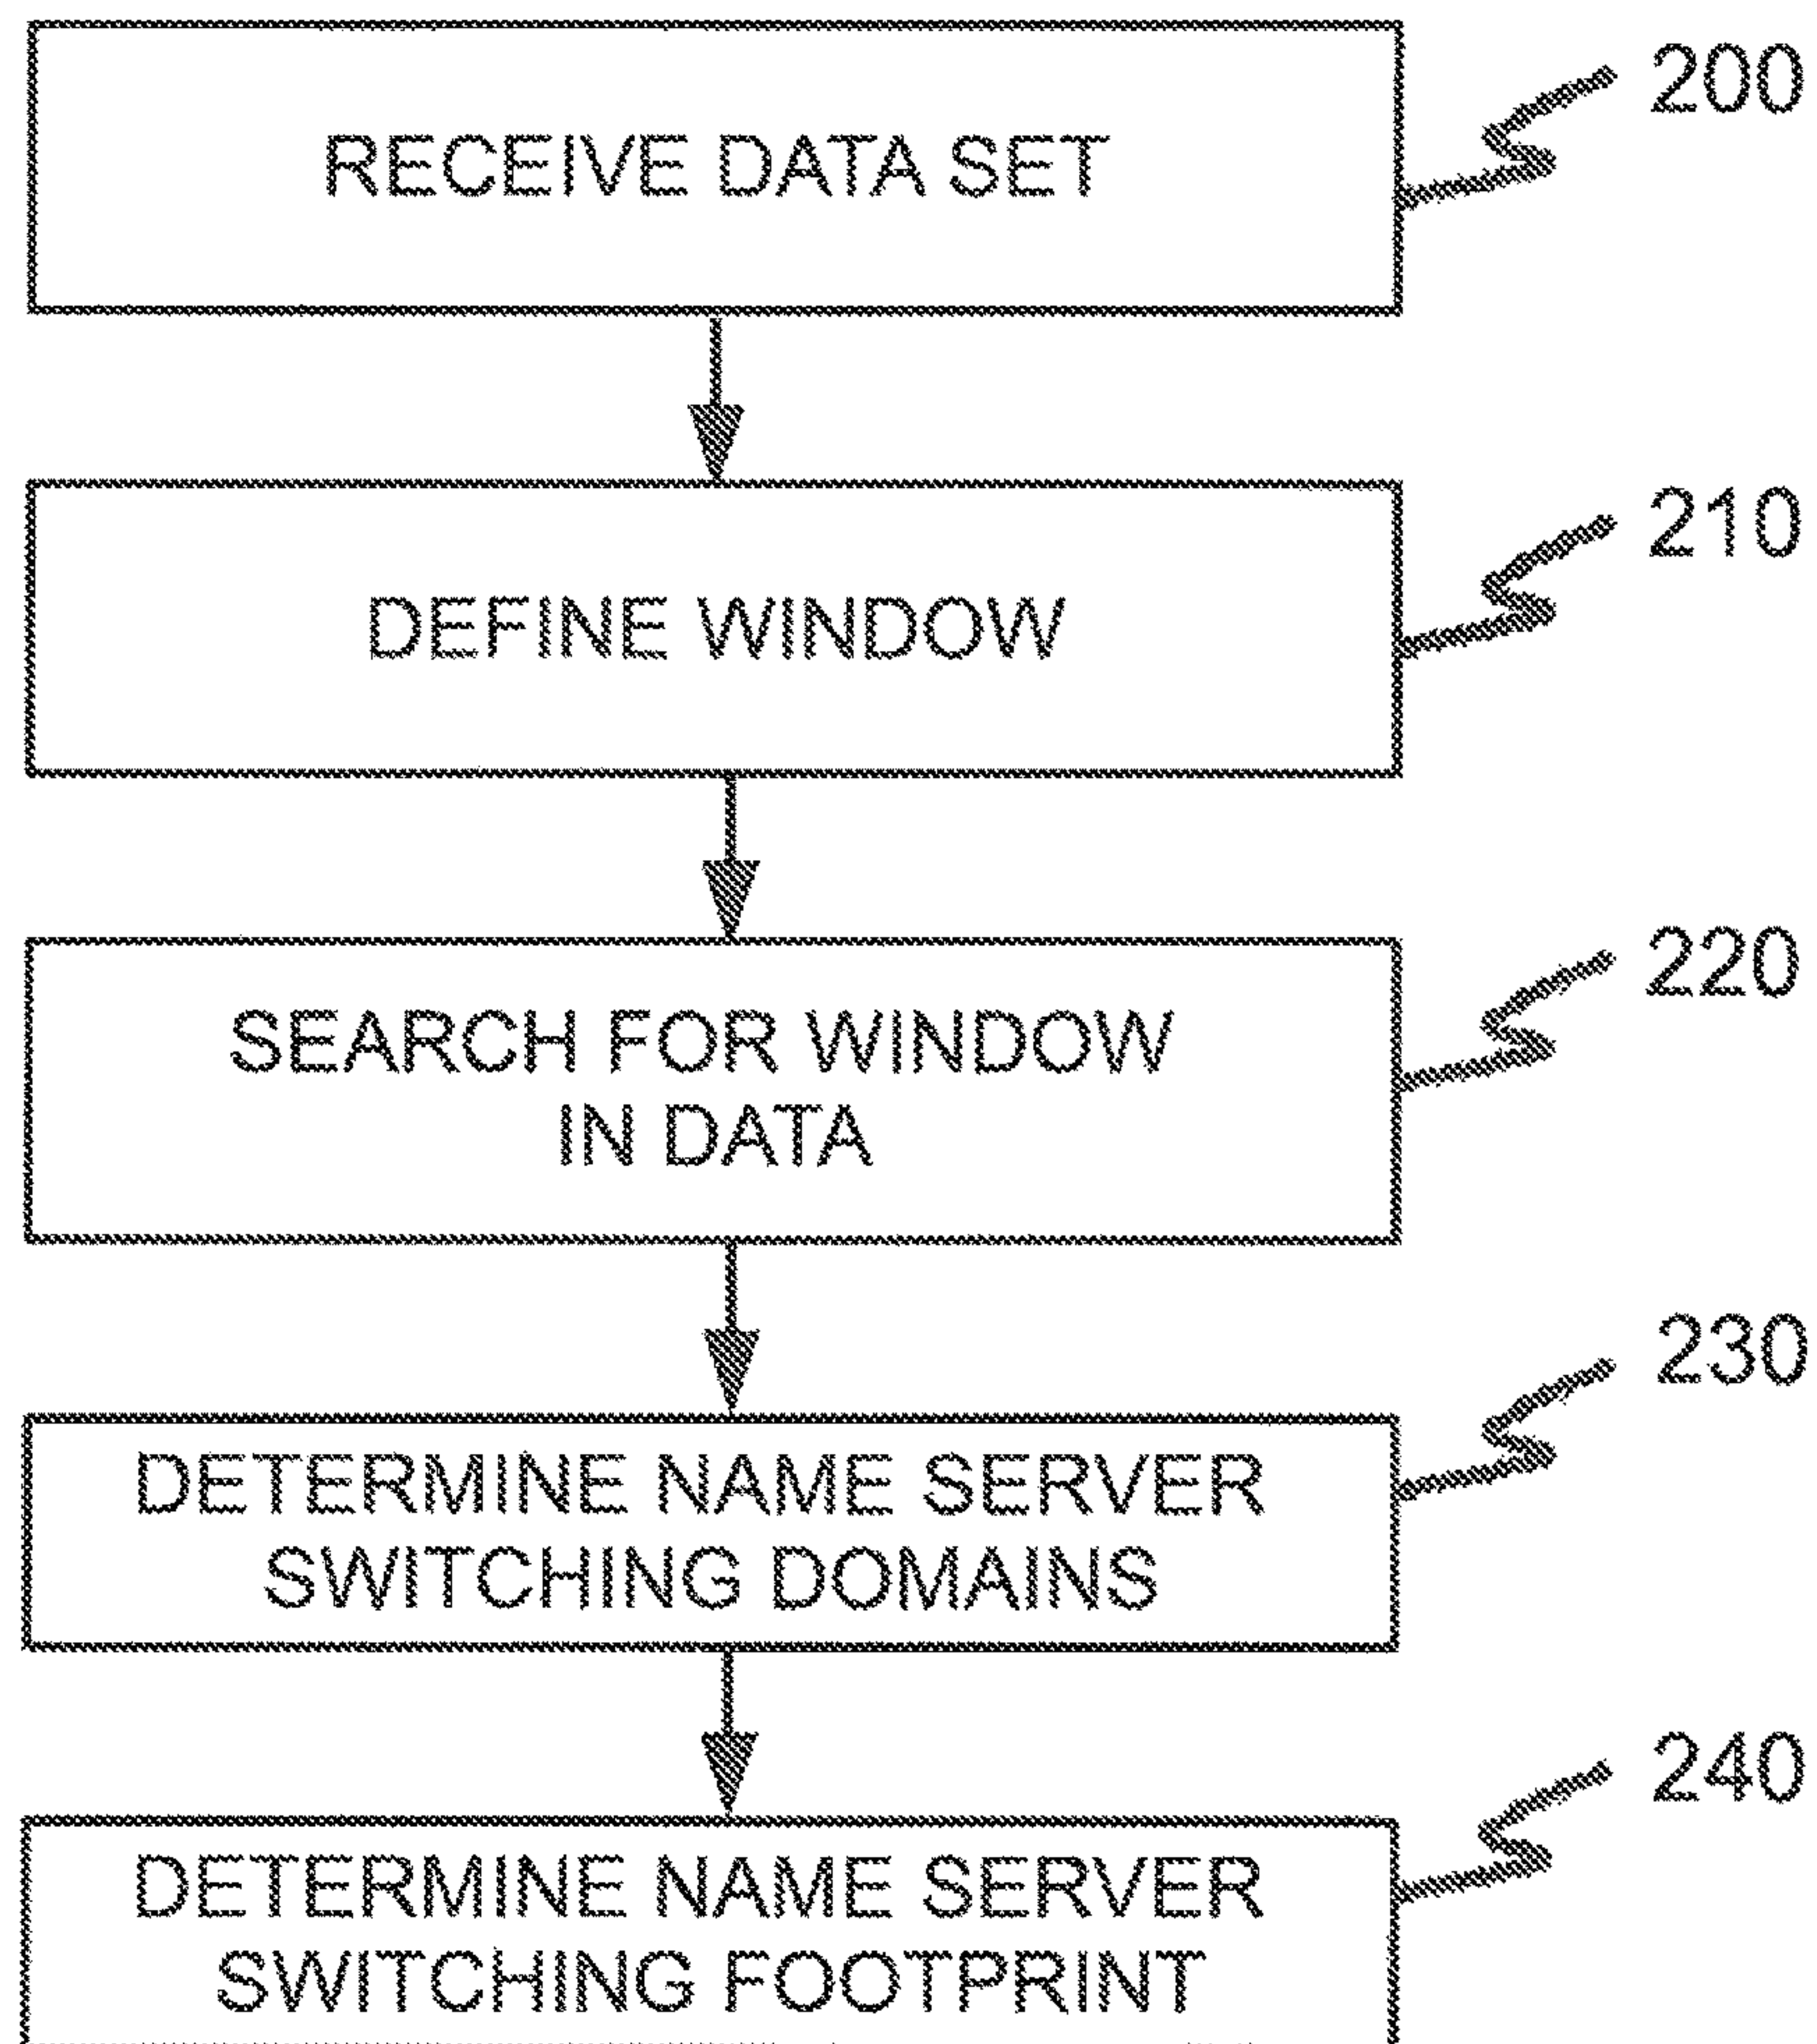 RECEIVE DATA SET
200
DEFINE WINDOW
210
SEARCH FOR WINDOW
IN DATA
220
DETERMINE NAME SERVER
SWITCHING DOMAINS
230
DETERMINE NAME SERVER
SWITCHING FOOTPRINT
240